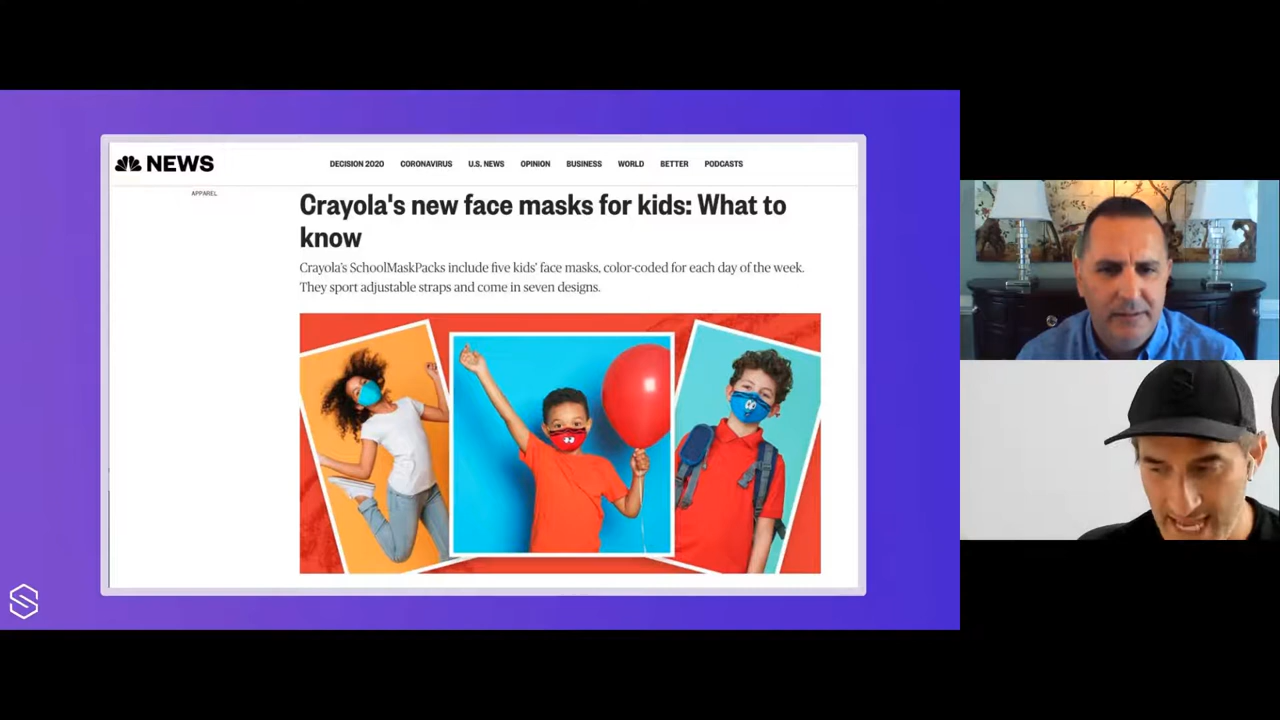 NEWS
DECISION 2020 CORONAVIRUS U.S. NEWS OPINION BUSINESS WORLD BETTER PODCASTS
APPAREL
Crayola's new face masks for kids: What to
know
Crayola's SchoolMaskPacks include five kids' face masks, color-coded for each day of the week.
They sport adjustable straps and come in seven designs.